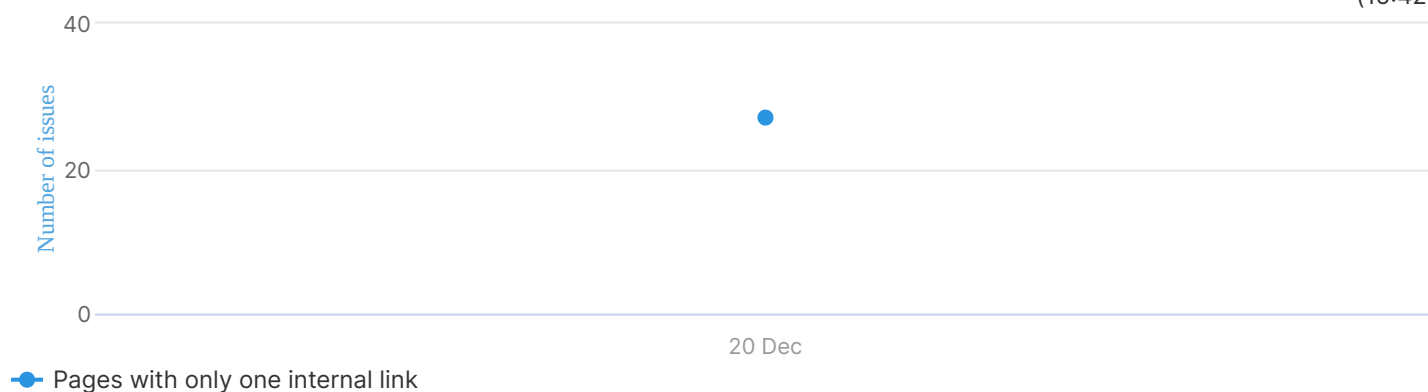 40
Number of issues
20
0
20 Dec
Pages with only one internal link